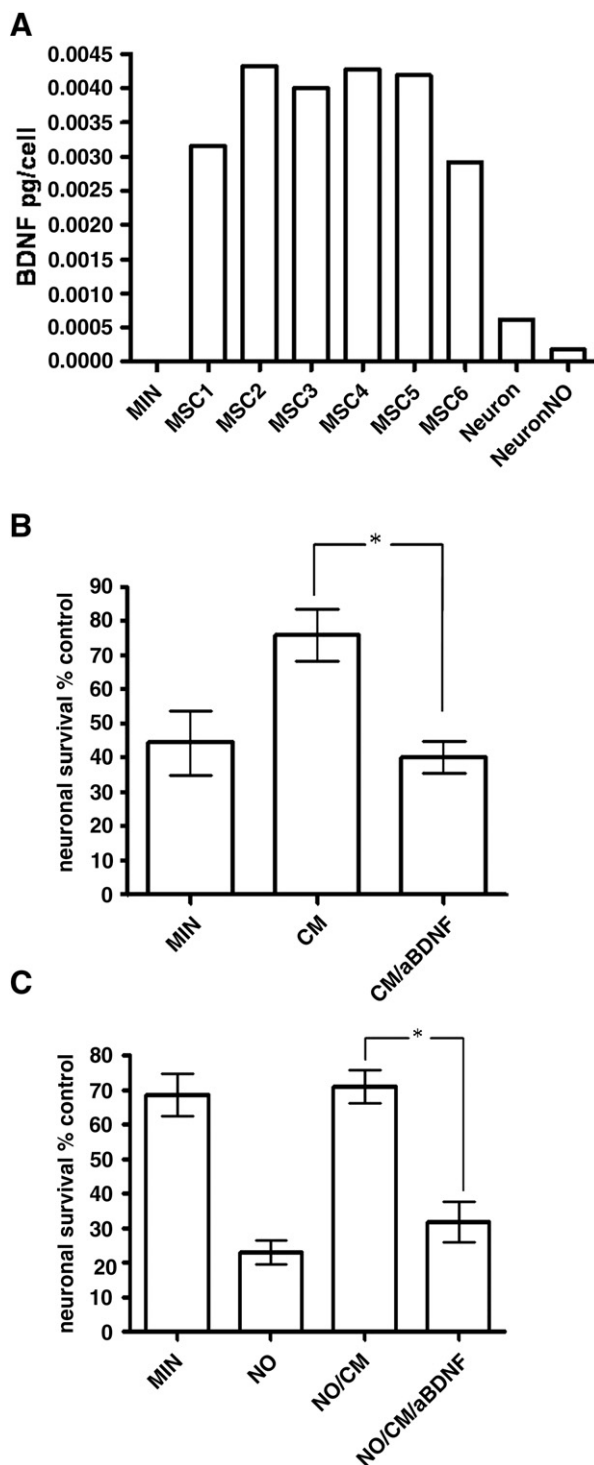 A
BDNF pg/cell
0.0045
0.0040
0.0035
0.0030
0.0025
0.0020
0.0015
0.0010
0.0005
0.0000
MIN
MSC1
MSC2
MSC3
MSC4
MSC5
MSC6
Neuron
NeuronNO
B
*
neuronal survival % control
90
80
70
60
50
40
30
20
10
0
MIN
CM
CM/aBDNF
C
*
neuronal survival % control
80
70
60
50
40
30
20
10
0
MIN
NO
NO/CM
NO/CM/aBDNF